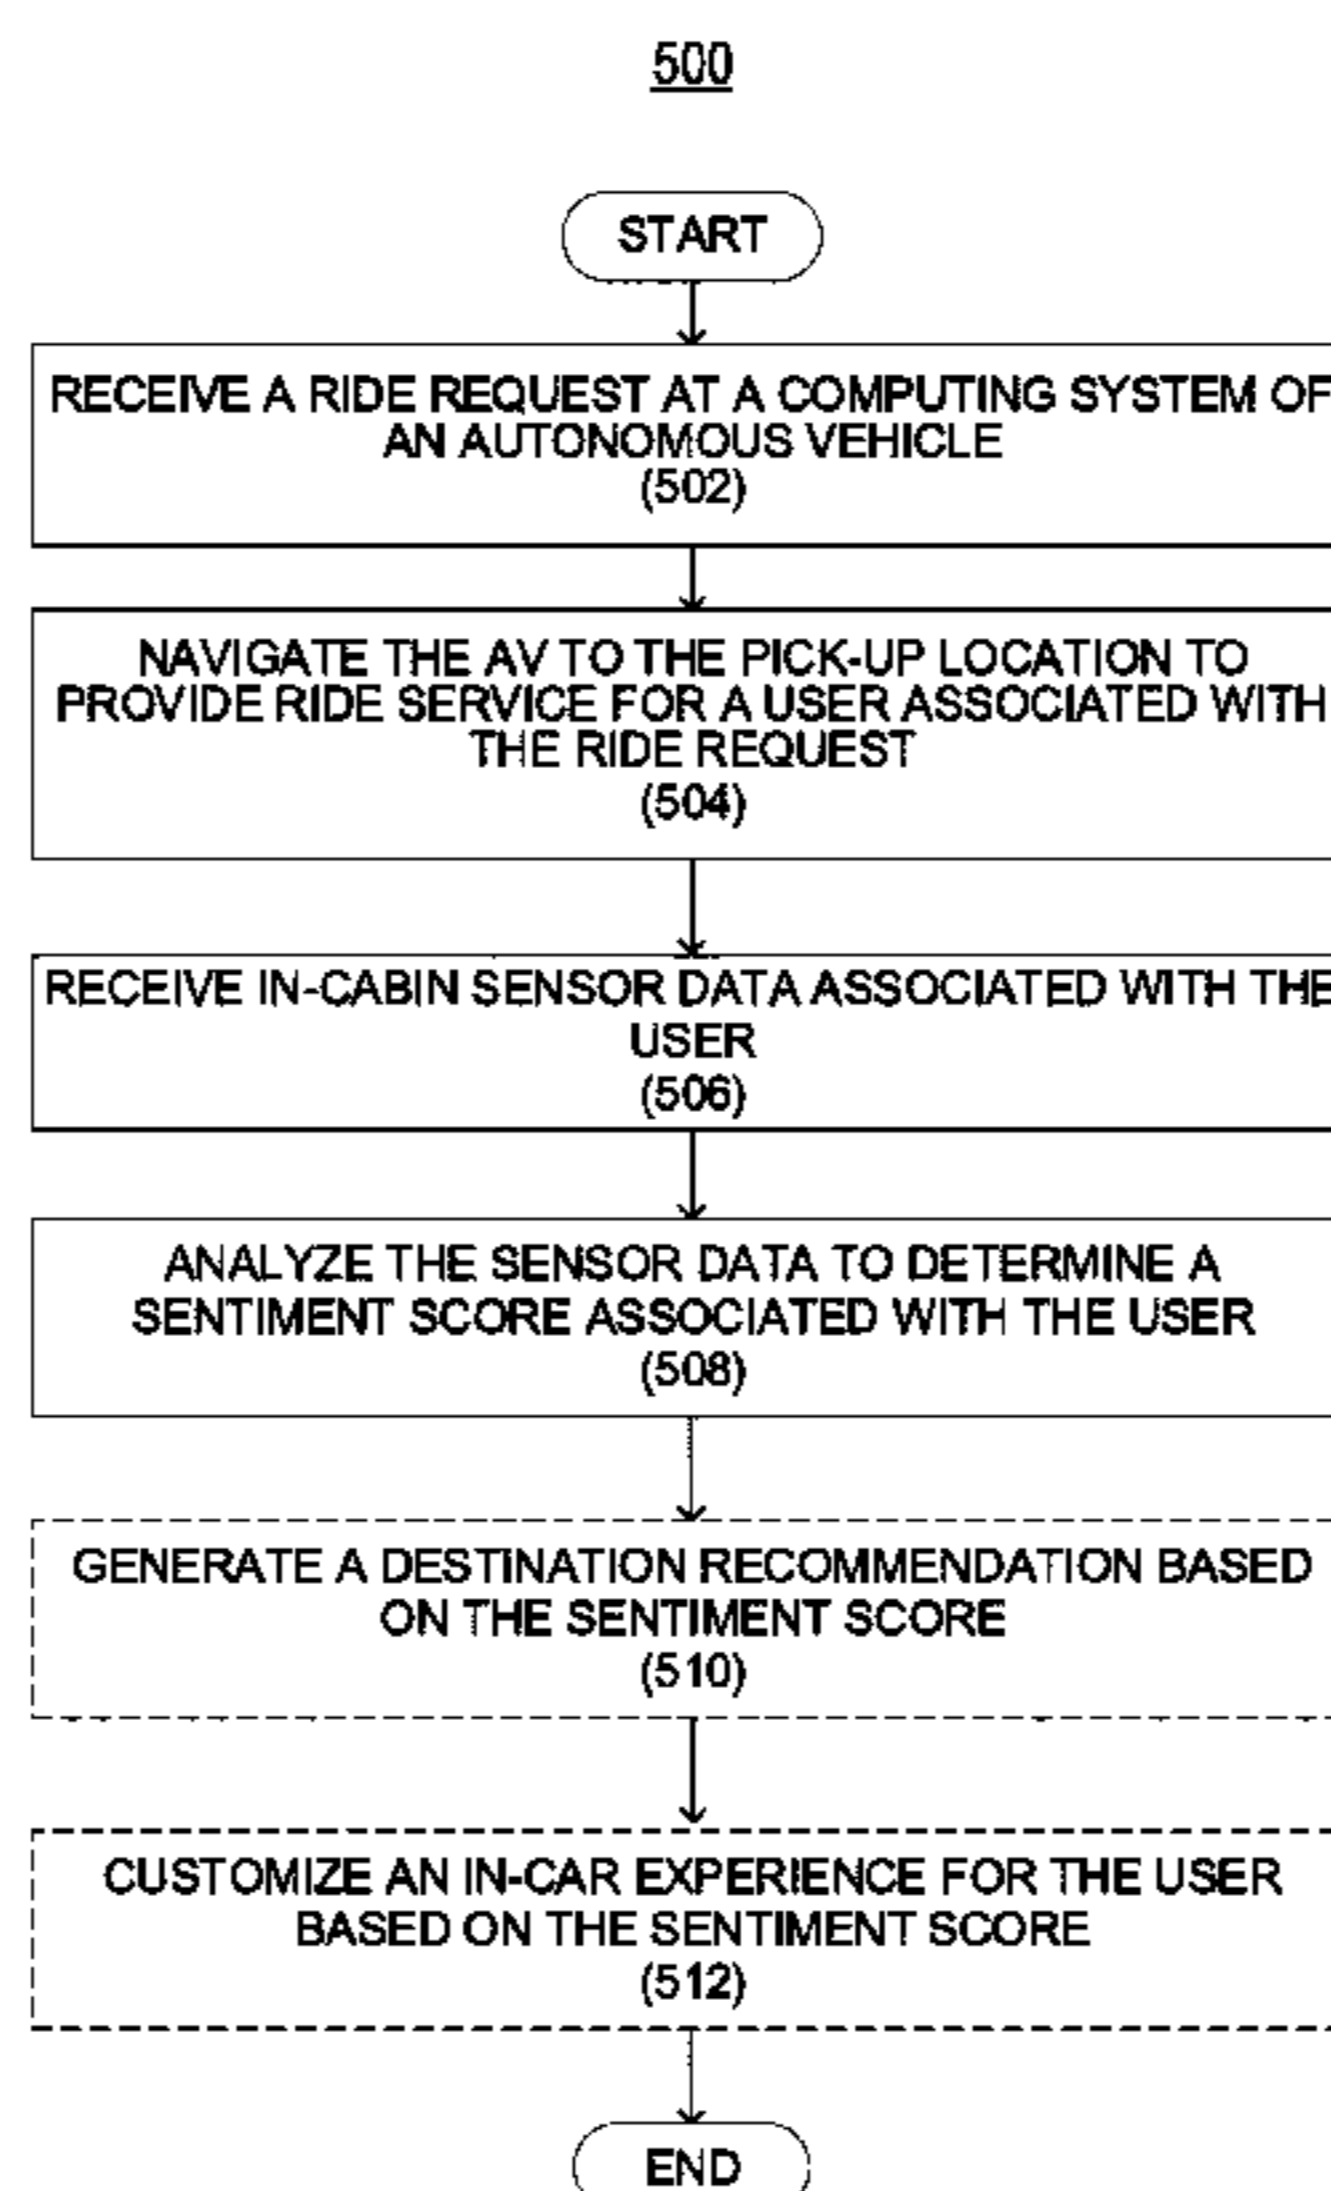 500
START
RECEIVE A RIDE REQUEST AT A COMPUTING SYSTEM OF
AN AUTONOMOUS VEHICLE
(502)
NAVIGATE THE AV TO THE PICK-UP LOCATION TO
PROVIDE RIDE SERVICE FOR A USER ASSOCIATED WITH
THE RIDE REQUEST
(504)
RECEIVE IN-CABIN SENSOR DATA ASSOCIATED WITH THE
USER
(506)
ANALYZE THE SENSOR DATA TO DETERMINE A
SENTIMENT SCORE ASSOCIATED WITH THE USER
(508)
GENERATE A DESTINATION RECOMMENDATION BASED
ON THE SENTIMENT SCORE
(510)
CUSTOMIZE AN IN-CAR EXPERIENCE FOR THE USER
BASED ON THE SENTIMENT SCORE
(512)
END